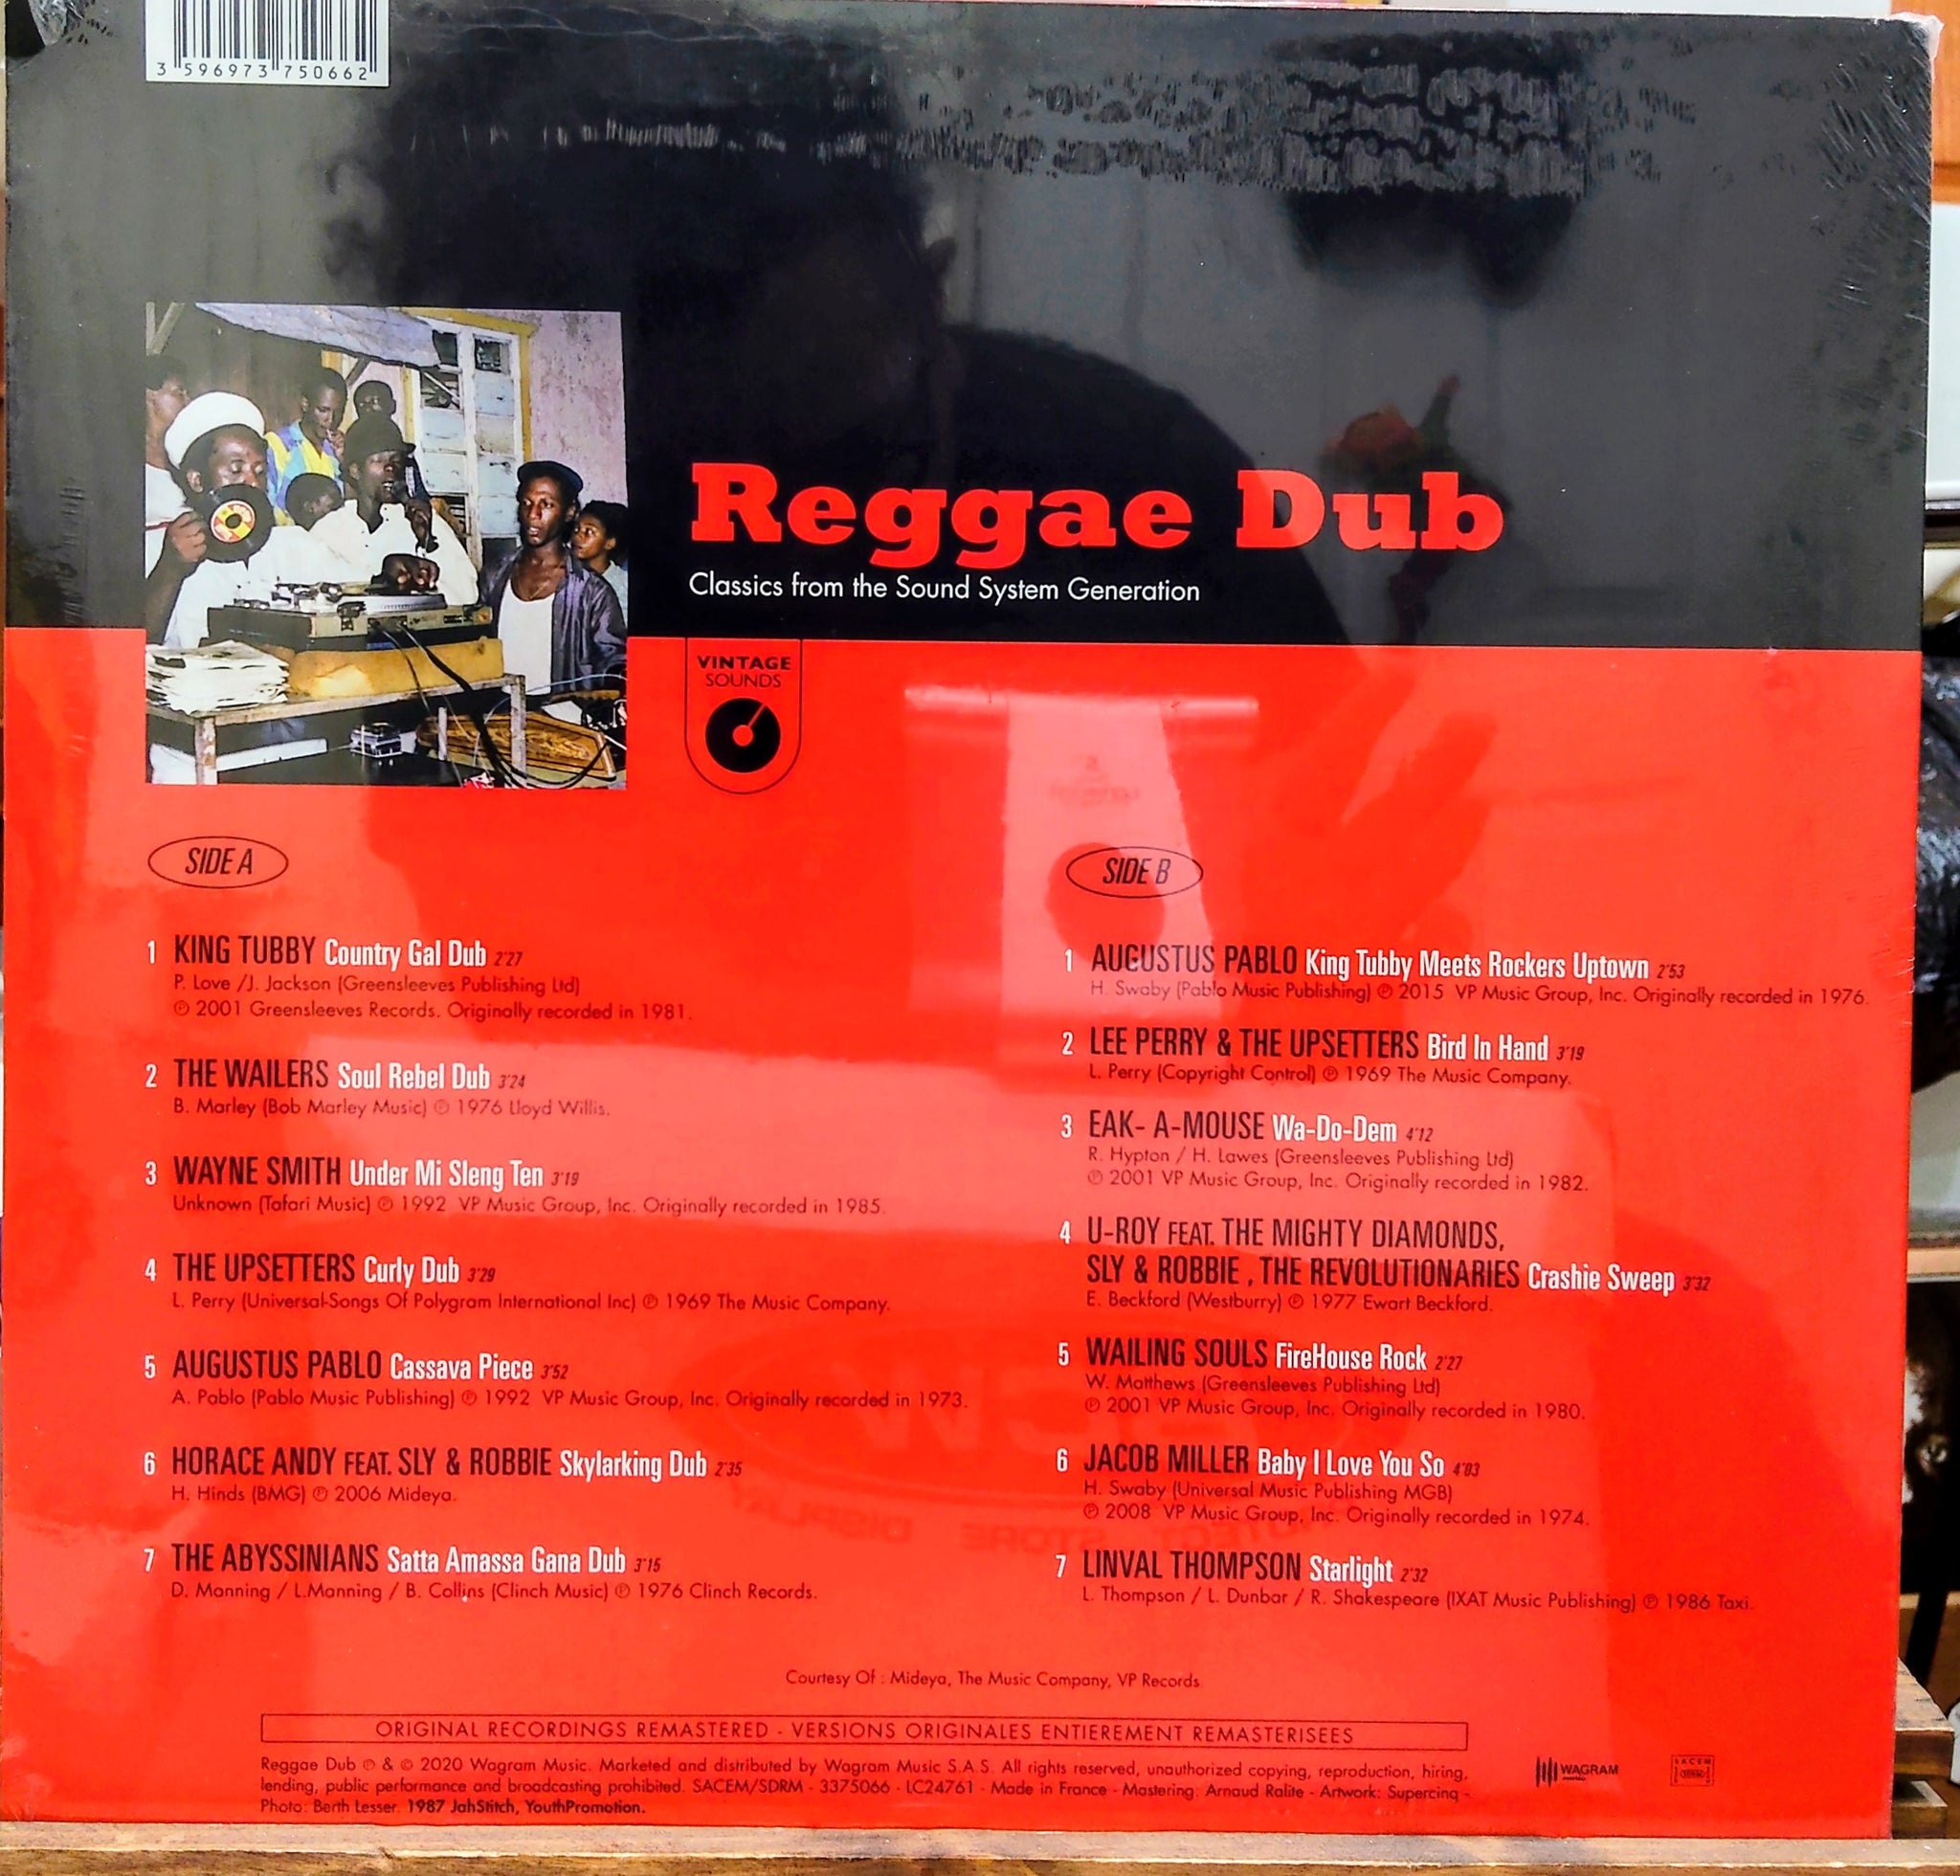 3 596973 750662
Reggae Dub
Classics from the Sound System Generation
VINTAGE
SOUNDS
SIDE A
1 KING TUBBY Country Gal Dub 2'27
P. Love /J. Jackson (Greensleeves Publishing Ltd)
℗ 2001 Greensleeves Records. Originally recorded in 1981.
2 THE WAILERS Soul Rebel Dub 3'24
B. Marley (Bob Marley Music) ℗ 1976 Lloyd Willis.
3 WAYNE SMITH Under Mi Sleng Ten 3'19
Unknown (Tafari Music) ℗ 1992 VP Music Group, Inc. Originally recorded in 1985.
4 THE UPSETTERS Curly Dub 3'29
L. Perry (Universal-Songs Of Polygram International Inc) ℗ 1969 The Music Company.
5 AUGUSTUS PABLO Cassava Piece 3'52
A. Pablo (Pablo Music Publishing) ℗ 1992 VP Music Group, Inc. Originally recorded in 1973.
6 HORACE ANDY FEAT. SLY & ROBBIE Skylarking Dub 2'35
H. Hinds (BMG) ℗ 2006 Mideya.
7 THE ABYSSINIANS Satta Amassa Gana Dub 3'15
D. Manning / L.Manning / B. Collins (Clinch Music) ℗ 1976 Clinch Records.
SIDE B
1 AUGUSTUS PABLO King Tubby Meets Rockers Uptown 2'53
H. Swaby (Pablo Music Publishing) ℗ 2015 VP Music Group, Inc. Originally recorded in 1976.
2 LEE PERRY & THE UPSETTERS Bird In Hand 3'19
L. Perry (Copyright Control) ℗ 1969 The Music Company.
3 EAK- A-MOUSE Wa-Do-Dem 4'12
R. Hypton / H. Lawes (Greensleeves Publishing Ltd)
℗ 2001 VP Music Group, Inc. Originally recorded in 1982.
4 U-ROY FEAT. THE MIGHTY DIAMONDS,
SLY & ROBBIE , THE REVOLUTIONARIES Crashie Sweep 3'32
E. Beckford (Westburry) ℗ 1977 Ewart Beckford.
5 WAILING SOULS FireHouse Rock 2'27
W. Matthews (Greensleeves Publishing Ltd)
℗ 2001 VP Music Group, Inc. Originally recorded in 1980.
6 JACOB MILLER Baby I Love You So 4'03
H. Swaby (Universal Music Publishing MGB)
℗ 2008 VP Music Group, Inc. Originally recorded in 1974.
7 LINVAL THOMPSON Starlight 2'32
L. Thompson / L. Dunbar / R. Shakespeare (IXAT Music Publishing) ℗ 1986 Taxi.
Courtesy Of : Mideya, The Music Company, VP Records
ORIGINAL RECORDINGS REMASTERED - VERSIONS ORIGINALES ENTIEREMENT REMASTERISEES
Reggae Dub ℗ & © 2020 Wagram Music. Marketed and distributed by Wagram Music S.A.S. All rights reserved, unauthorized copying, reproduction, hiring,
lending, public performance and broadcasting prohibited. SACEM/SDRM - 3375066 - LC24761 - Made in France - Mastering: Arnaud Ralite - Artwork: Supercinq -
Photo: Berth Lesser. 1987 JahStitch, YouthPromotion.
WAGRAM
SACEM